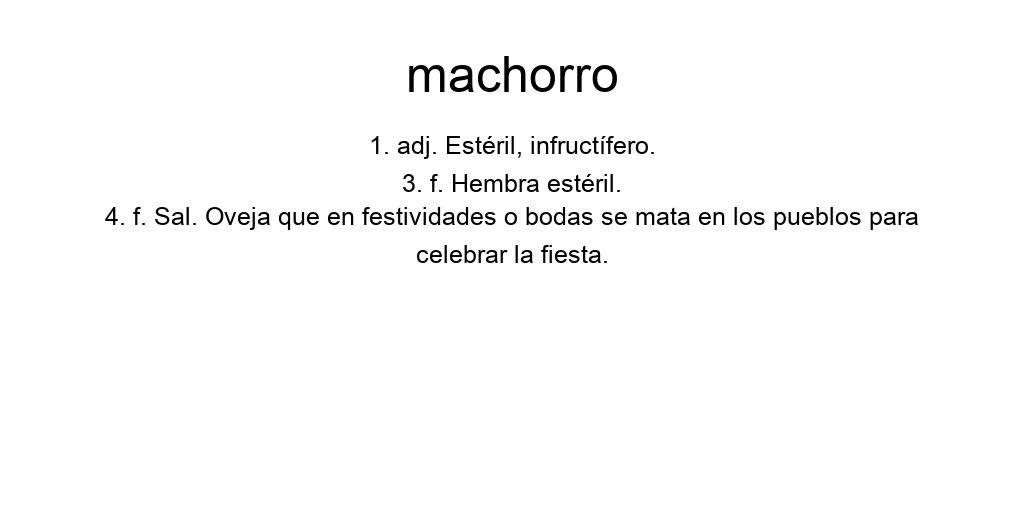 machorro
1. adj. Estéril, infructífero.
3. f. Hembra estéril.
4. f. Sal. Oveja que en festividades o bodas se mata en los pueblos para
celebrar la fiesta.